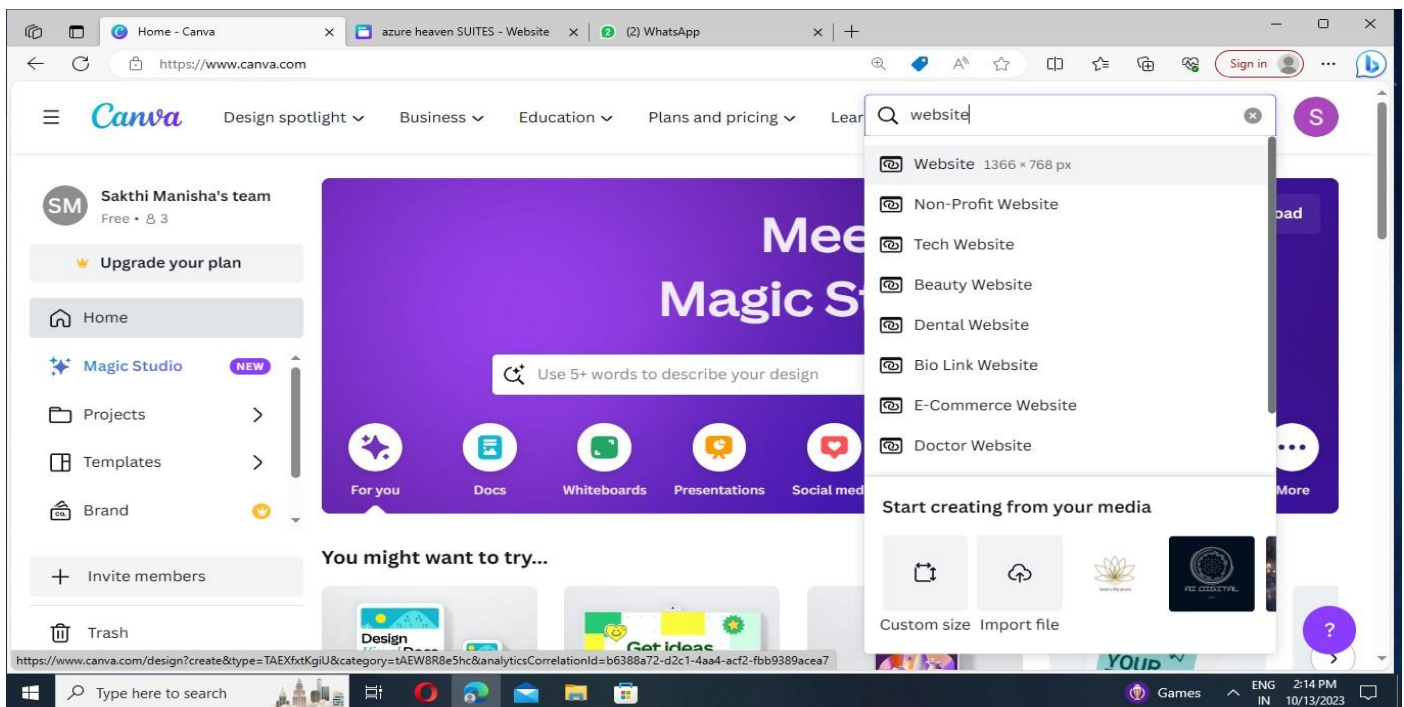 Home - Canva
azure heaven SUITES - Website
(2) WhatsApp
https://www.canva.com
Sign in
Canva
Design spotlight
Business
Education
Plans and pricing
Lear
website
S
SM
Sakthi Manisha's team
Free • 3
Upgrade your plan
Home
Magic Studio
NEW
Projects
Templates
Brand
CO.
Invite members
Trash
Mee
Magic S
oad
Use 5+ words to describe your design
For you
Docs
Whiteboards
Presentations
Social med
More
Website 1366 × 768 px
Non-Profit Website
Tech Website
Beauty Website
Dental Website
Bio Link Website
E-Commerce Website
Doctor Website
Start creating from your media
AI DIGITAL
Custom size
Import file
You might want to try...
Design
Get ideas
YOUR
?
https://www.canva.com/design?create&type=TAEXfxtKgiU&category=tAEW8R8e5hc&analyticsCorrelationId=b6388a72-d2c1-4aa4-acf2-fbb9389acea7
Type here to search
Games
ENG
IN
2:14 PM
10/13/2023